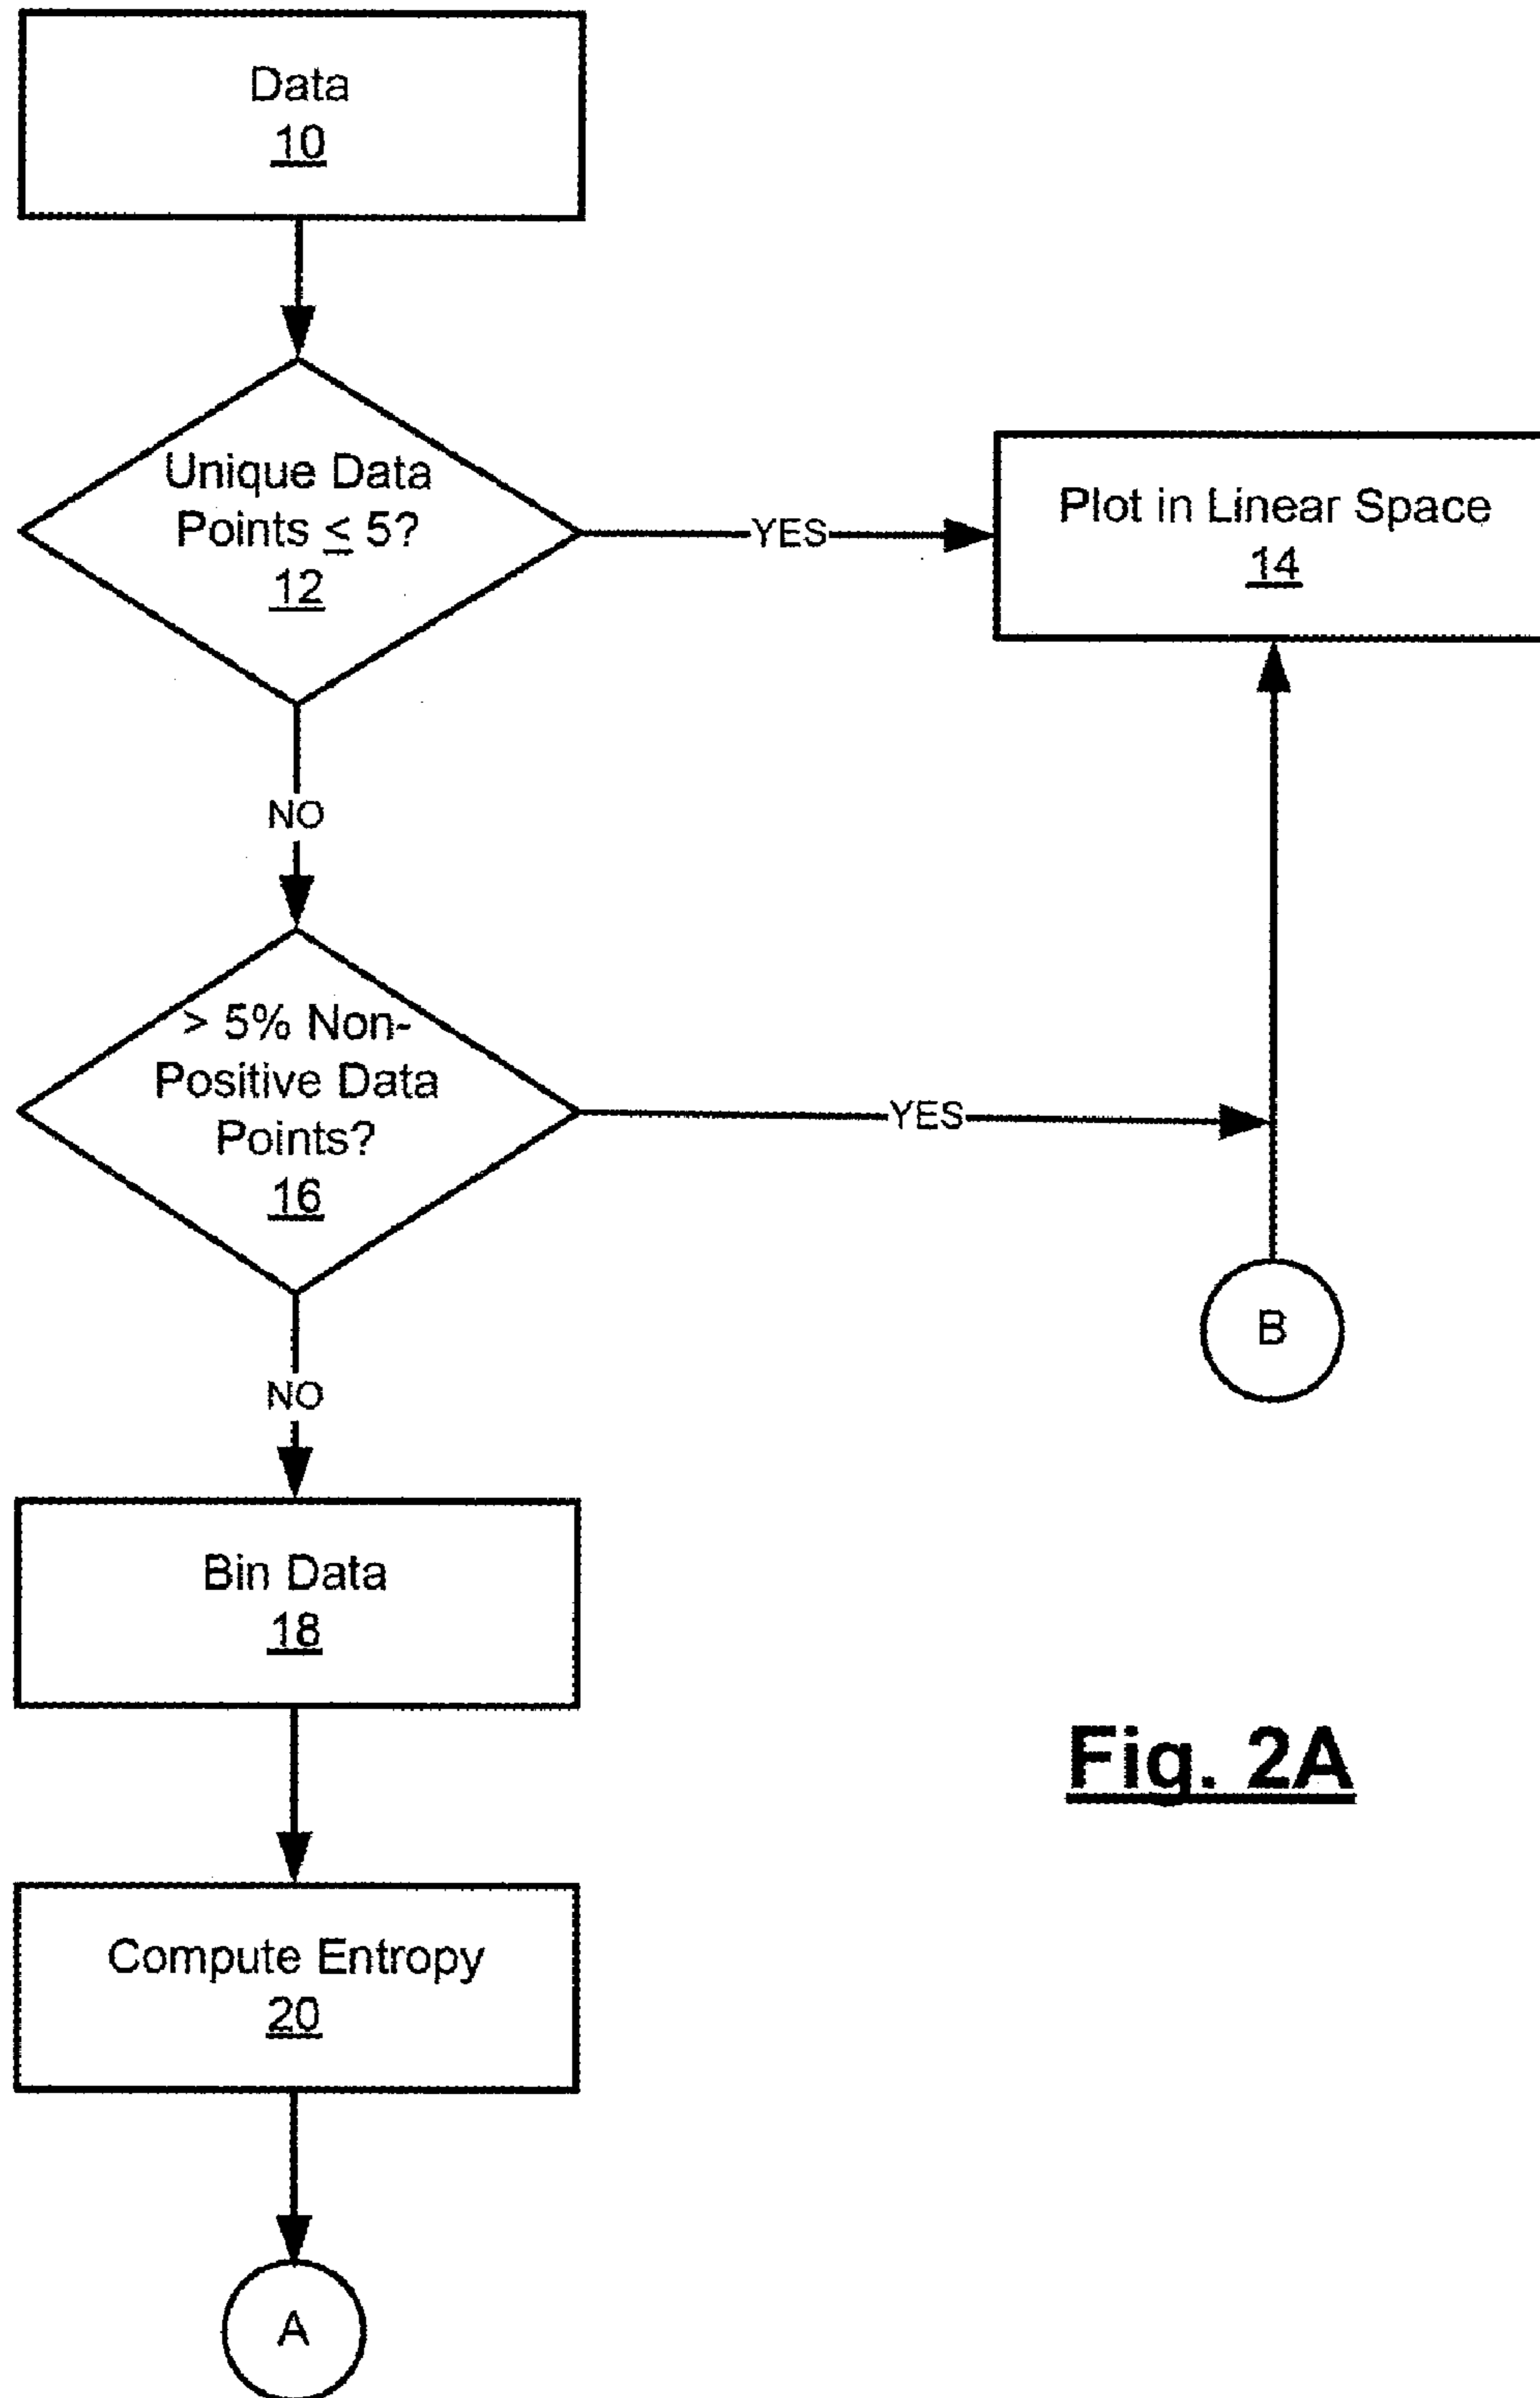 Data
10
Unique Data
Points ≤ 5?
12
YES
Plot in Linear Space
14
NO
> 5% Non-
Positive Data
Points?
16
YES
B
NO
Bin Data
18
Fig. 2A
Compute Entropy
20
A